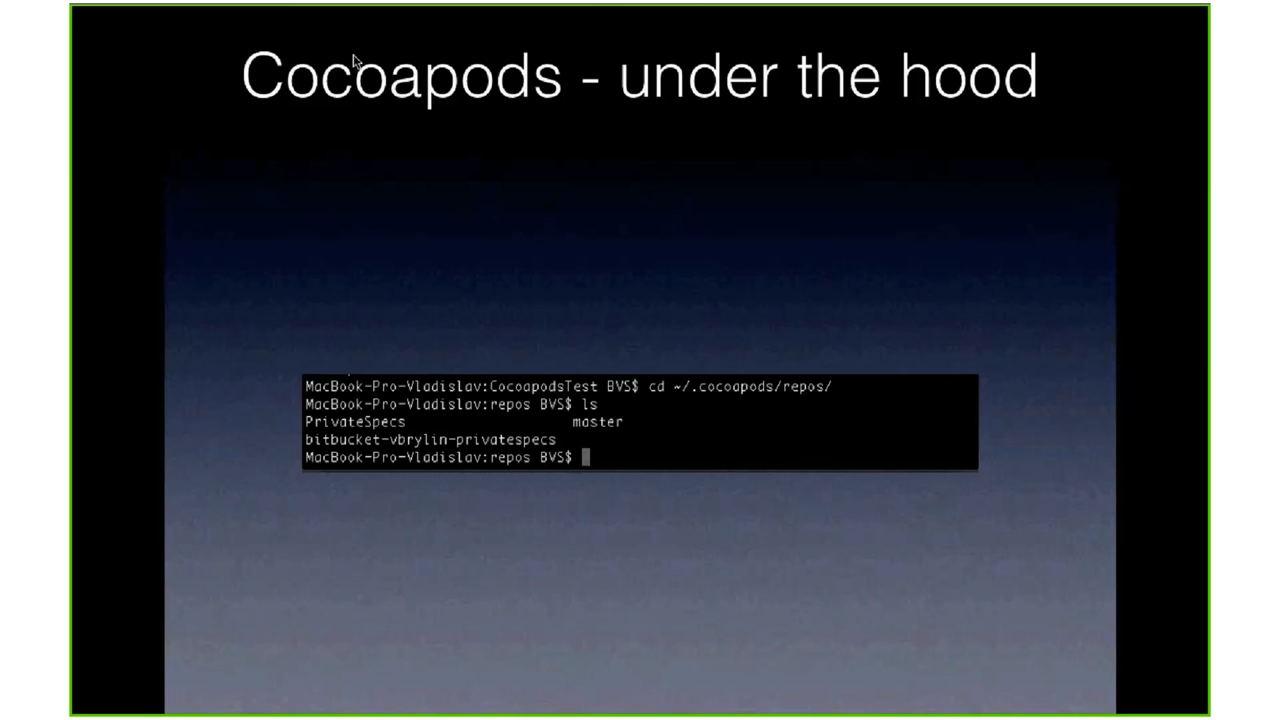 Cocoapods - under the hood
MacBook-Pro-Vladislav:CocoapodsTest BVS$ cd ~/.cocoapods/repos/
MacBook-Pro-Vladislav:repos BVS$ ls
PrivateSpecs master
bitbucket-vbrylin-privatespecs
MacBook-Pro-Vladislav:repos BVS$